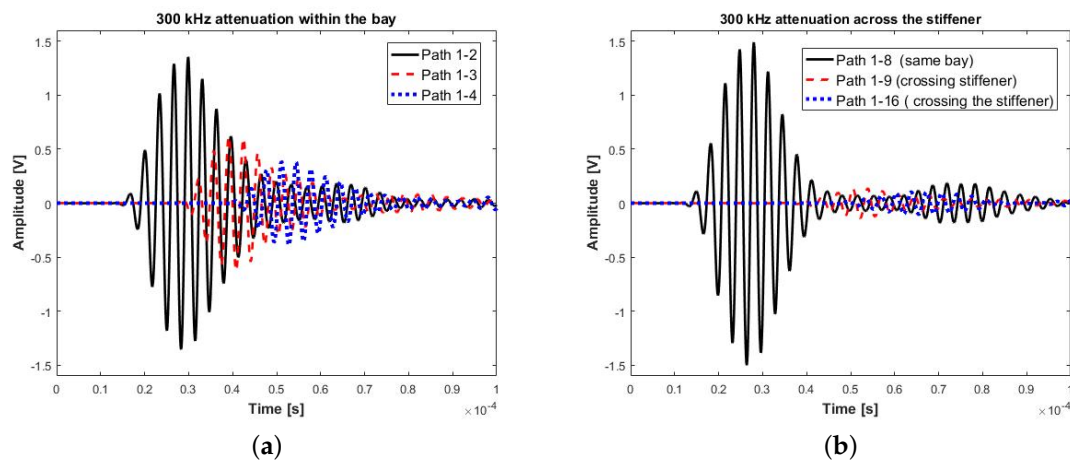 300 kHz attenuation within the bay
1.5
1
0.5
0
-0.5
-1
-1.5
Amplitude [V]
Path 1-2
Path 1-3
Path 1-4
0 0.1 0.2 0.3 0.4 0.5 0.6 0.7 0.8 0.9 1
Time [s]
×10-4
(a)
300 kHz attenuation across the stiffener
1.5
1
0.5
0
-0.5
-1
-1.5
Amplitude [V]
Path 1-8 (same bay)
Path 1-9 (crossing stiffener)
Path 1-16 ( crossing the stiffener)
0 0.1 0.2 0.3 0.4 0.5 0.6 0.7 0.8 0.9 1
Time [s]
×10-4
(b)